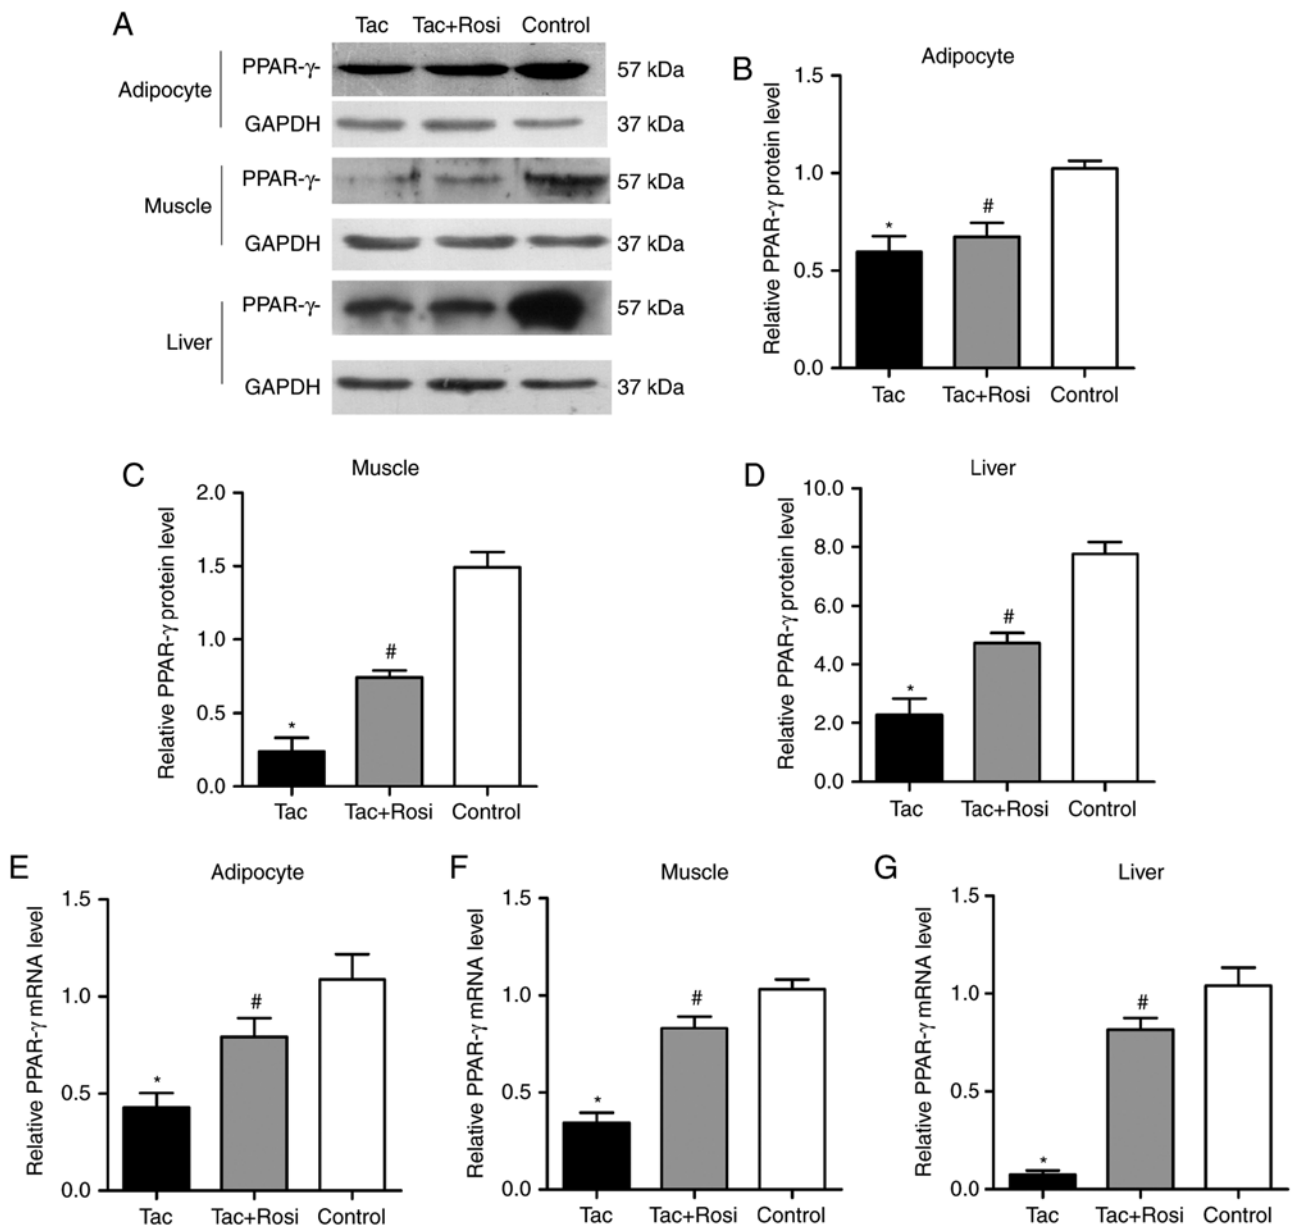 A
Tac Tac+Rosi Control
Adipocyte
PPAR-γ- 57 kDa
GAPDH 37 kDa
Muscle
PPAR-γ- 57 kDa
GAPDH 37 kDa
Liver
PPAR-γ- 57 kDa
GAPDH 37 kDa
B
Adipocyte
Relative PPAR-γ protein level
1.5
1.0
0.5
0.0
*
#
Tac Tac+Rosi Control
C
Muscle
Relative PPAR-γ protein level
2.0
1.5
1.0
0.5
0.0
*
#
Tac Tac+Rosi Control
D
Liver
Relative PPAR-γ protein level
10.0
8.0
6.0
4.0
2.0
0.0
*
#
Tac Tac+Rosi Control
E
Adipocyte
Relative PPAR-γ mRNA level
1.5
1.0
0.5
0.0
*
#
Tac Tac+Rosi Control
F
Muscle
Relative PPAR-γ mRNA level
1.5
1.0
0.5
0.0
*
#
Tac Tac+Rosi Control
G
Liver
Relative PPAR-γ mRNA level
1.5
1.0
0.5
0.0
*
#
Tac Tac+Rosi Control